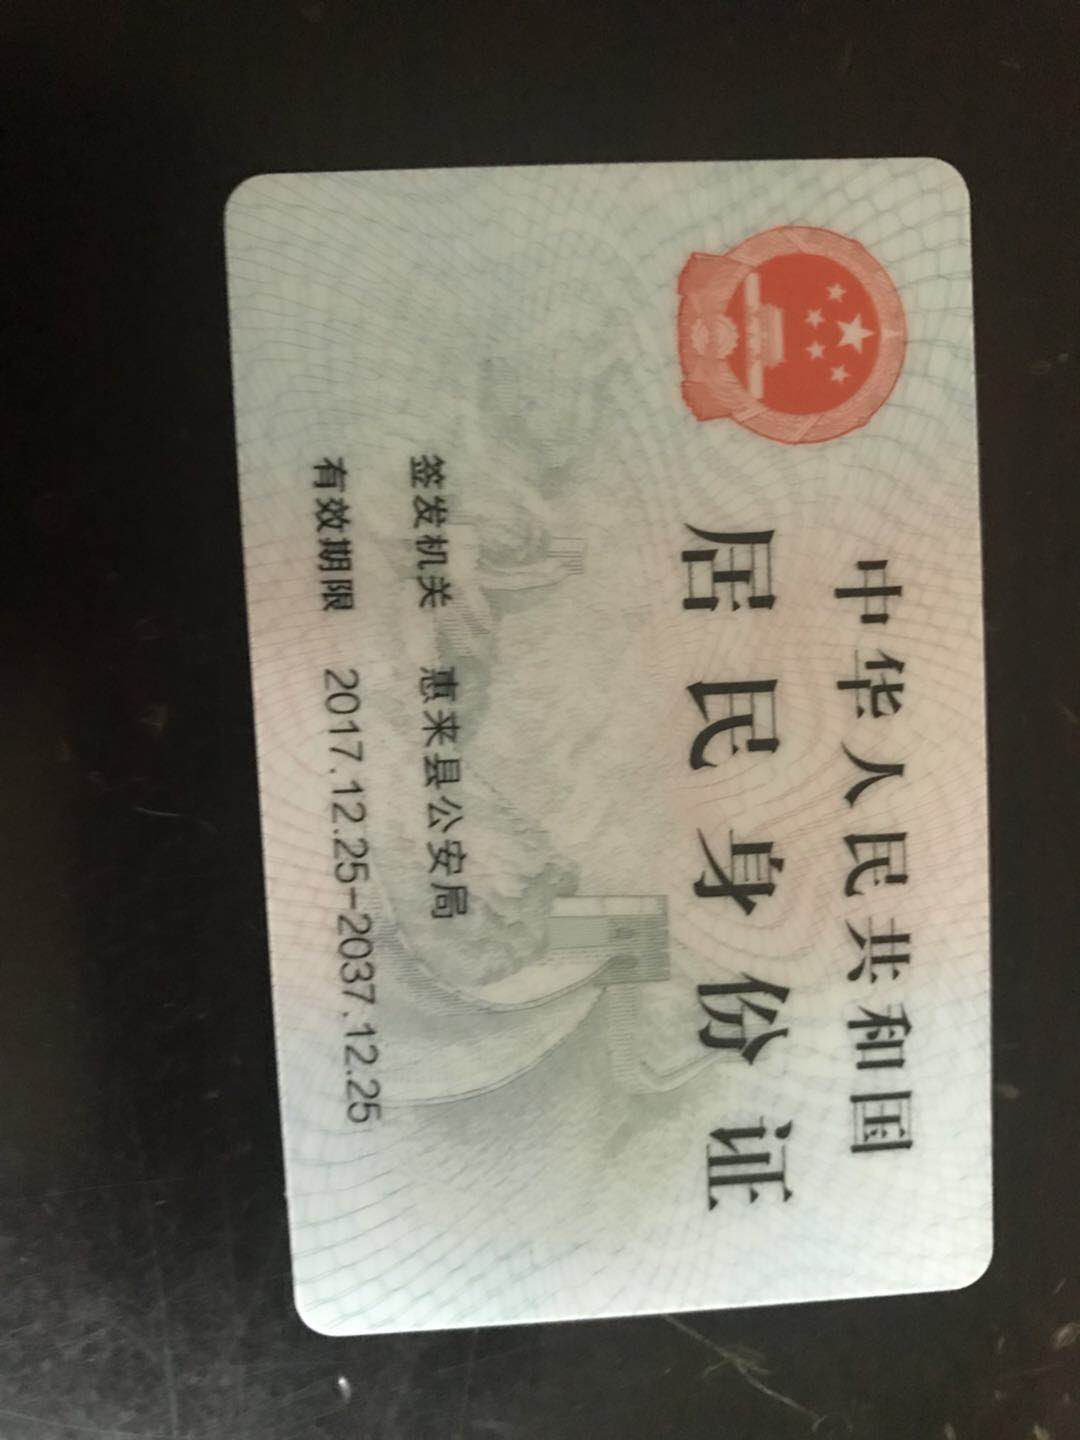 中华人民共和国
居民身份证
签发机关 惠来县公安局
有效期限 2017.12.25-2037.12.25